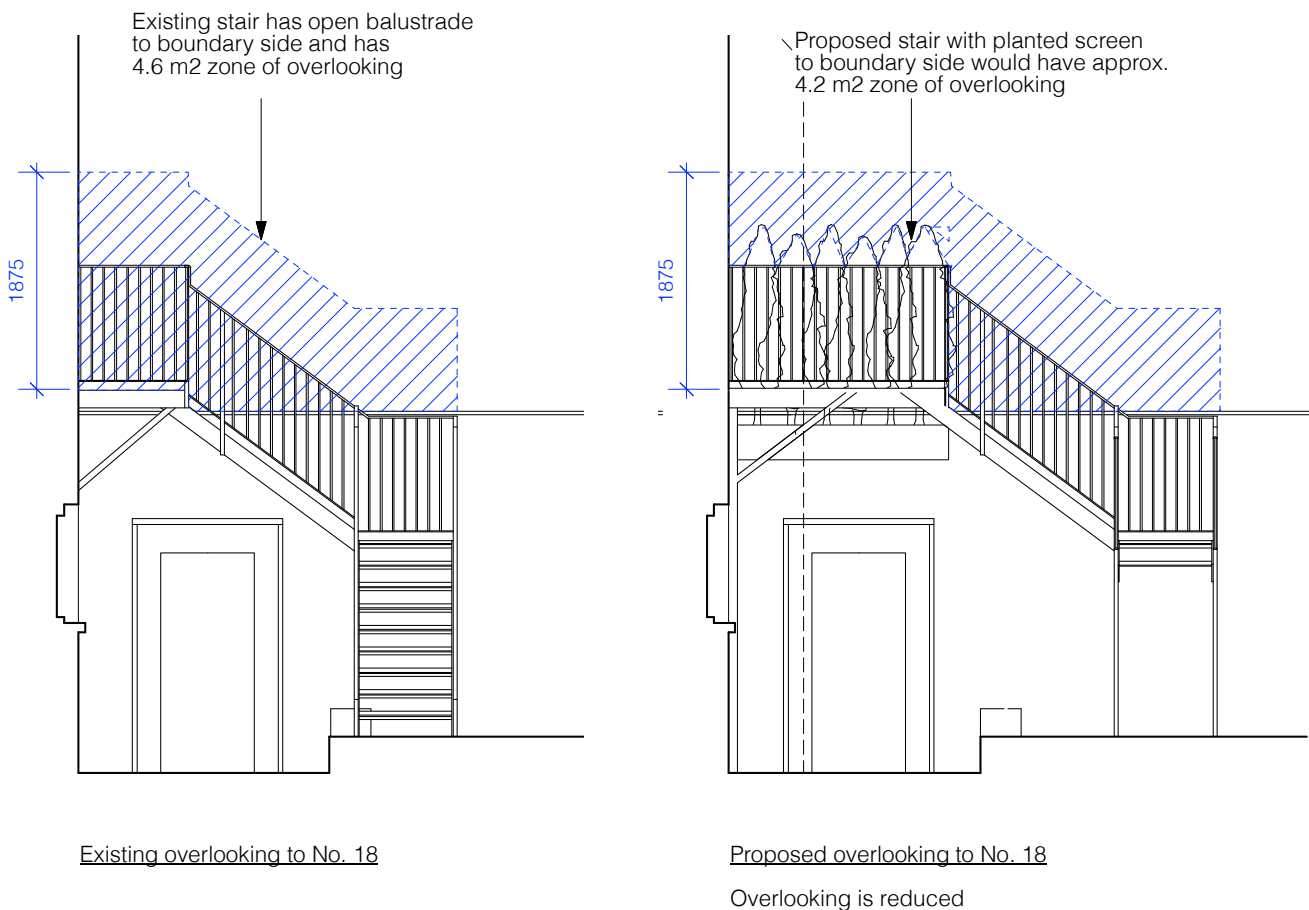 Existing stair has open balustrade
to boundary side and has
4.6 m2 zone of overlooking
Proposed stair with planted screen
to boundary side would have approx.
4.2 m2 zone of overlooking
1875
1875
Existing overlooking to No. 18
Proposed overlooking to No. 18
Overlooking is reduced